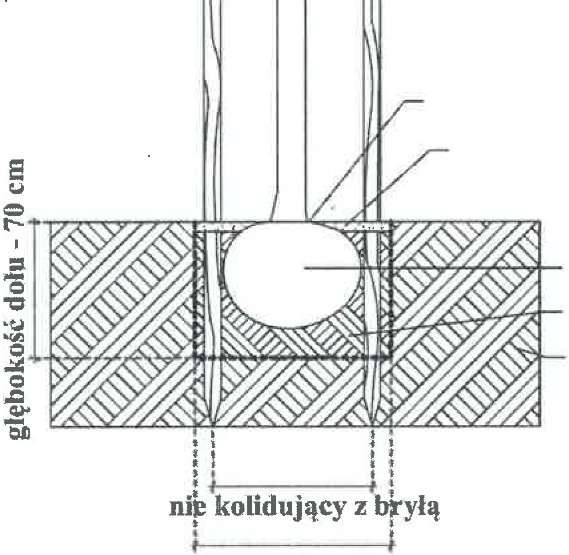 głębokość dołu - 70 cm
nie kolidujący z bryłą